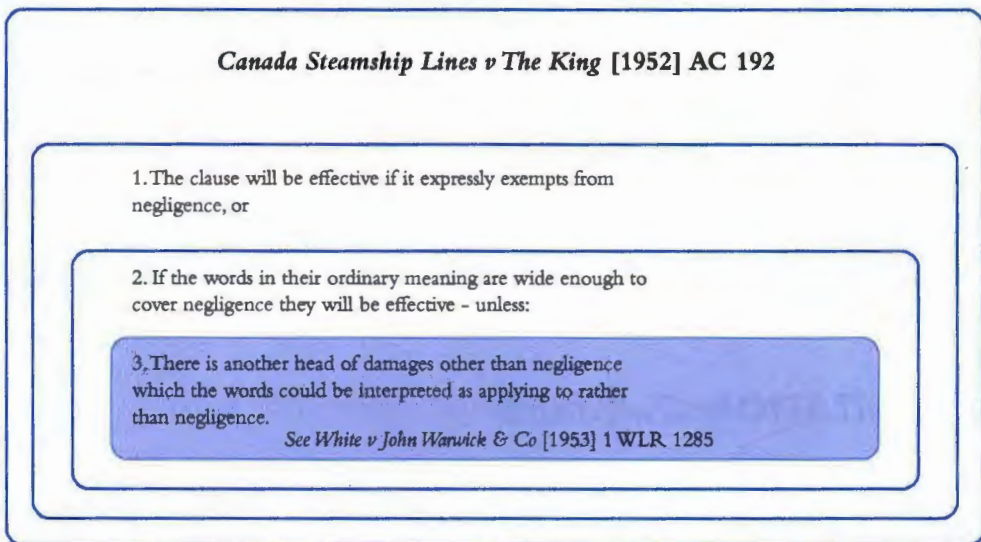 Canada Steamship Lines v The King [1952] AC 192
1. The clause will be effective if it expressly exempts from
negligence, or
2. If the words in their ordinary meaning are wide enough to
cover negligence they will be effective – unless:
3. There is another head of damages other than negligence
which the words could be interpreted as applying to rather
than negligence.
See White v John Warwick & Co [1953] 1 WLR 1285